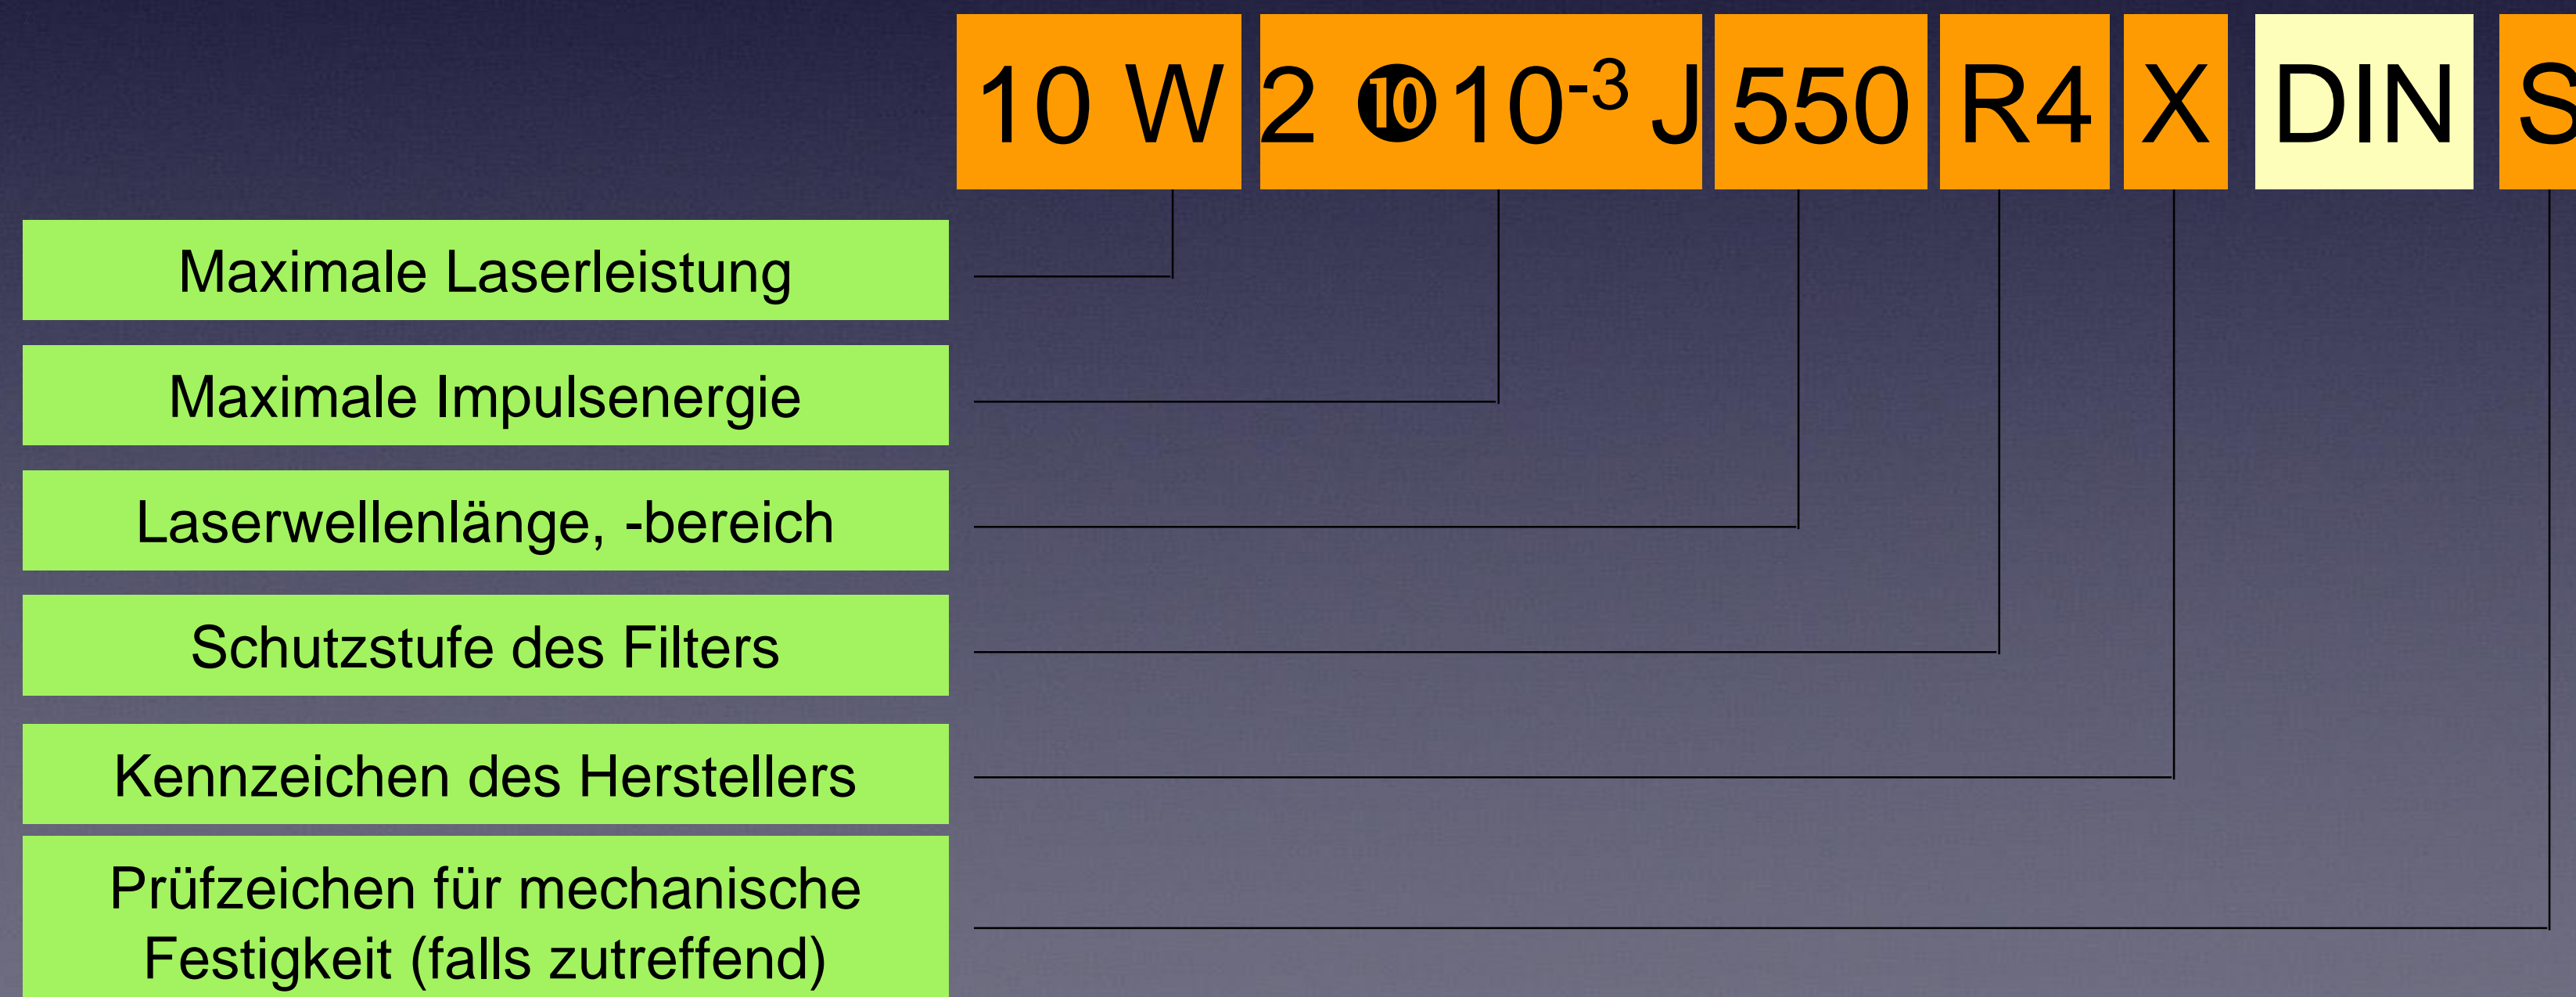 10 W 2 ❿10⁻³ J 550 R4 X DIN S
Maximale Laserleistung
Maximale Impulsenergie
Laserwellenlänge, -bereich
Schutzstufe des Filters
Kennzeichen des Herstellers
Prüfzeichen für mechanische
Festigkeit (falls zutreffend)